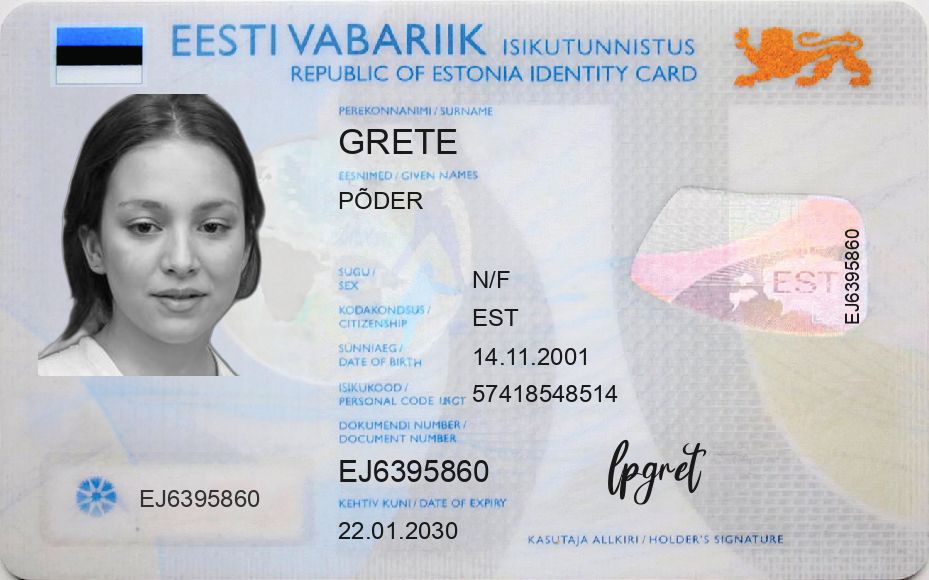 EESTI VABARIIK ISIKUTUNNISTUS
REPUBLIC OF ESTONIA IDENTITY CARD
PEREKONNANIMI / SURNAME
GRETE
EESNIMED / GIVEN NAMES
PÕDER
SUGU /
SEX
N/F
KODAKONDSUS /
CITIZENSHIP
EST
SÜNNIAEG /
DATE OF BIRTH
14.11.2001
ISIKUKOOD /
PERSONAL CODE
57418548514
DOKUMENDI NUMBER /
DOCUMENT NUMBER
EJ6395860
KEHTIV KUNI / DATE OF EXPIRY
22.01.2030
EJ6395860
EST
EJ6395860
lpgret
KASUTAJA ALLKIRI / HOLDER'S SIGNATURE